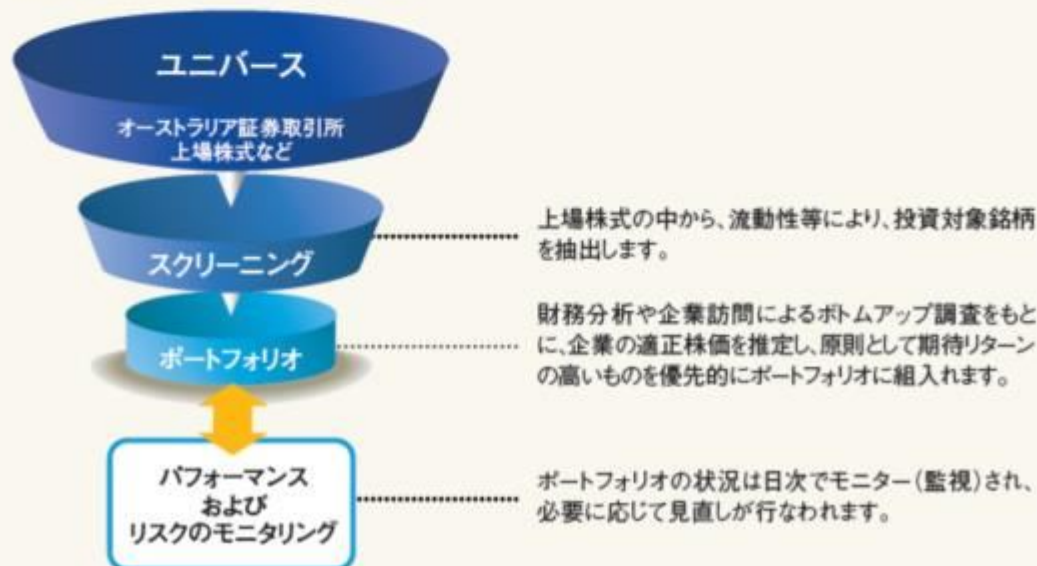 ユニバース
オーストラリア証券取引所
上場株式など
スクリーニング
上場株式の中から、流動性等により、投資対象銘柄
を抽出します。
ポートフォリオ
財務分析や企業訪問によるボトムアップ調査をもと
に、企業の適正株価を推定し、原則として期待リターン
の高いものを優先的にポートフォリオに組入れます。
パフォーマンス
および
リスクのモニタリング
ポートフォリオの状況は日次でモニター(監視)され、
必要に応じて見直しが行なわれます。